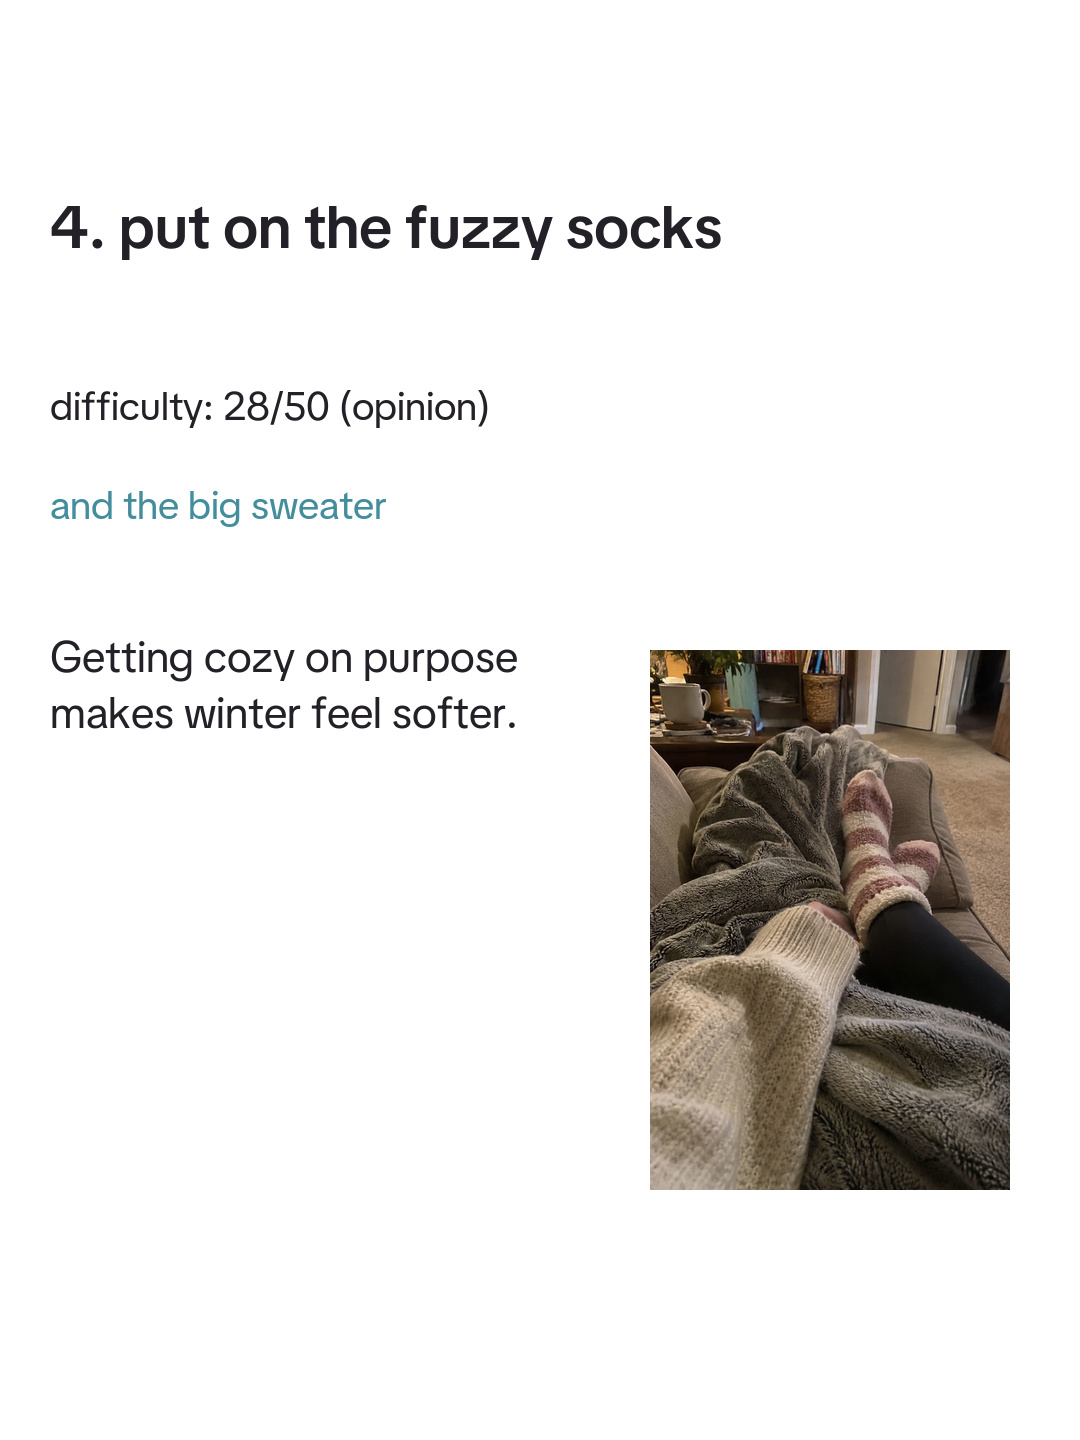 4. put on the fuzzy socks
difficulty: 28/50 (opinion)
and the big sweater
Getting cozy on purpose
makes winter feel softer.